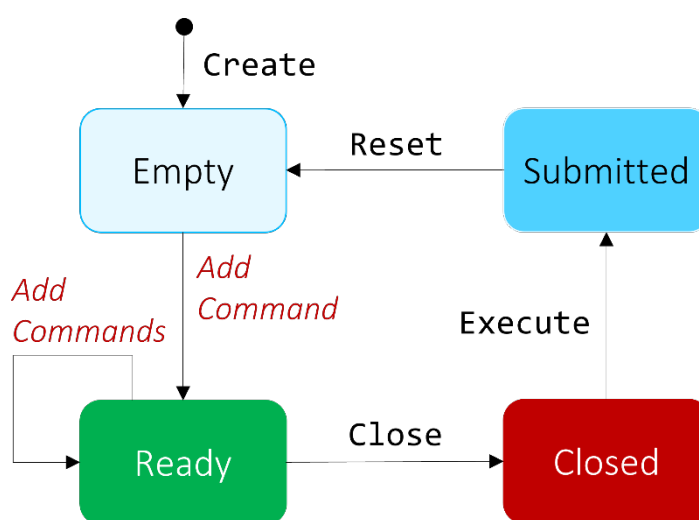 Create
Empty
Reset
Submitted
Add
Command
Add
Commands
Execute
Ready
Close
Closed